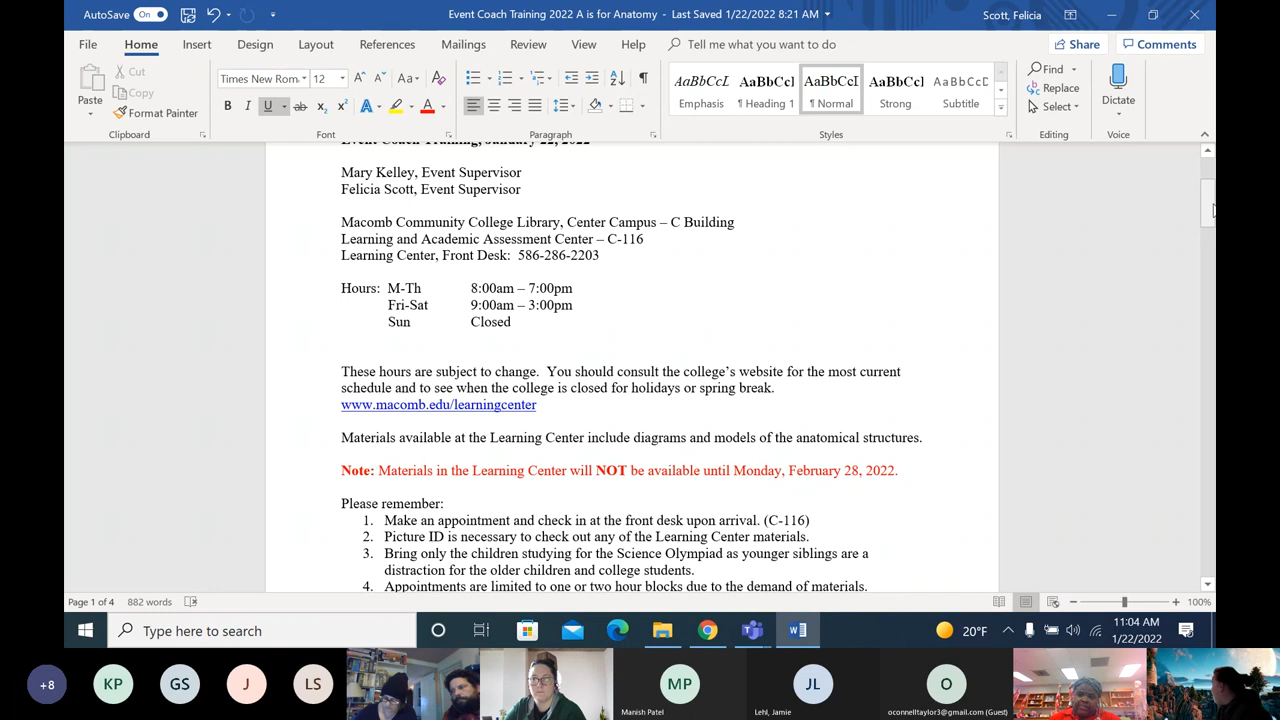 AutoSave On
Event Coach Training 2022 A is for Anatomy - Last Saved 1/22/2022 8:21 AM
Scott, Felicia
File Home Insert Design Layout References Mailings Review View Help Tell me what you want to do Share Comments
Paste
Cut
Copy
Format Painter
Times New Rom 12
AaBbCcI AaBbCcI AaBbCcI AaBbCcI AaBbCcD
Emphasis ¶ Heading 1 ¶ Normal Strong Subtitle
Find
Replace
Select
Dictate
Clipboard Font Paragraph Styles Editing Voice
Event Coach Training, January 22, 2022
Mary Kelley, Event Supervisor
Felicia Scott, Event Supervisor
Macomb Community College Library, Center Campus – C Building
Learning and Academic Assessment Center – C-116
Learning Center, Front Desk: 586-286-2203
Hours: M-Th 8:00am – 7:00pm
Fri-Sat 9:00am – 3:00pm
Sun Closed
These hours are subject to change. You should consult the college's website for the most current
schedule and to see when the college is closed for holidays or spring break.
www.macomb.edu/learningcenter
Materials available at the Learning Center include diagrams and models of the anatomical structures.
Note: Materials in the Learning Center will NOT be available until Monday, February 28, 2022.
Please remember:
1. Make an appointment and check in at the front desk upon arrival. (C-116)
2. Picture ID is necessary to check out any of the Learning Center materials.
3. Bring only the children studying for the Science Olympiad as younger siblings are a
distraction for the older children and college students.
4. Appointments are limited to one or two hour blocks due to the demand of materials.
Page 1 of 4 882 words 100%
Type here to search
20°F
11:04 AM
1/22/2022
+8 KP GS J LS MP JL O
Manish Patel
Lehl, Jamie
oconnelltaylor3@gmail.com (Guest)